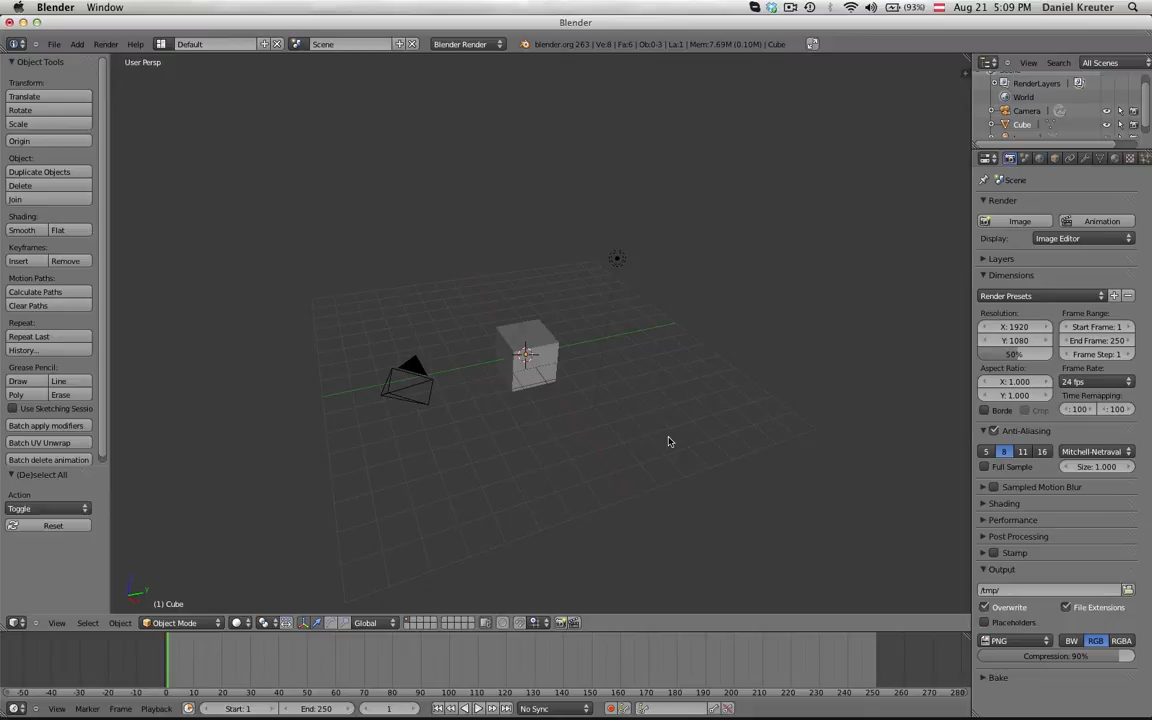 Blender Window (93%) Aug 21 5:09 PM Daniel Kreuter
Blender
File Add Render Help Default Scene Blender Render blender.org 263 | Ve:8 | Fa:6 | Ob:0-3 | La:1 | Mem:7.69M (0.10M) | Cube
Object Tools
Transform:
Translate
Rotate
Scale
Origin
Object:
Duplicate Objects
Delete
Join
Shading:
Smooth Flat
Keyframes:
Insert Remove
Motion Paths:
Calculate Paths
Clear Paths
Repeat:
Repeat Last
History...
Grease Pencil:
Draw Line
Poly Erase
Use Sketching Sessio
Batch apply modifiers
Batch UV Unwrap
Batch delete animation
(De)select All
Action
Toggle
Reset
User Persp
y
(1) Cube
View Select Object Object Mode Global
-50 -40 -30 -20 -10 0 10 20 30 40 50 60 70 80 90 100 110 120 130 140 150 160 170 180 190 200 210 220 230 240 250 260 270 280
View Marker Frame Playback Start: 1 End: 250 1 No Sync
View Search All Scenes
RenderLayers
World
Camera
Cube
Scene
Render
Image Animation
Display: Image Editor
Layers
Dimensions
Render Presets
Resolution: Frame Range:
X: 1920 Start Frame: 1
Y: 1080 End Frame: 250
50% Frame Step: 1
Aspect Ratio: Frame Rate:
X: 1.000 24 fps
Y: 1.000 Time Remapping:
Borde Crop : 100 : 100
Anti-Aliasing
5 8 11 16 Mitchell-Netraval
Full Sample Size: 1.000
Sampled Motion Blur
Shading
Performance
Post Processing
Stamp
Output
/tmp/
Overwrite File Extensions
Placeholders
PNG BW RGB RGBA
Compression: 90%
Bake